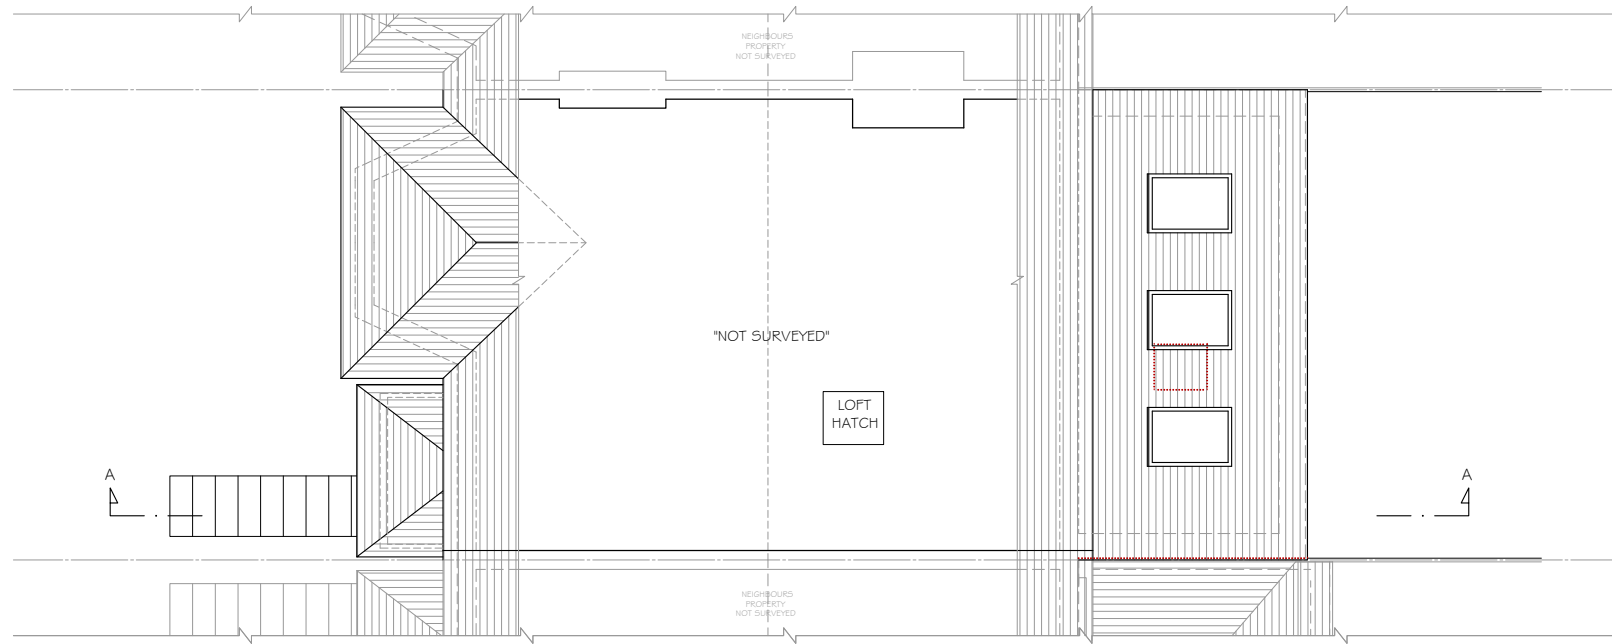 NEIGHBOURS
PROPERTY
NOT SURVEYED
"NOT SURVEYED"
LOFT
HATCH
A
A
NEIGHBOURS
PROPERTY
NOT SURVEYED